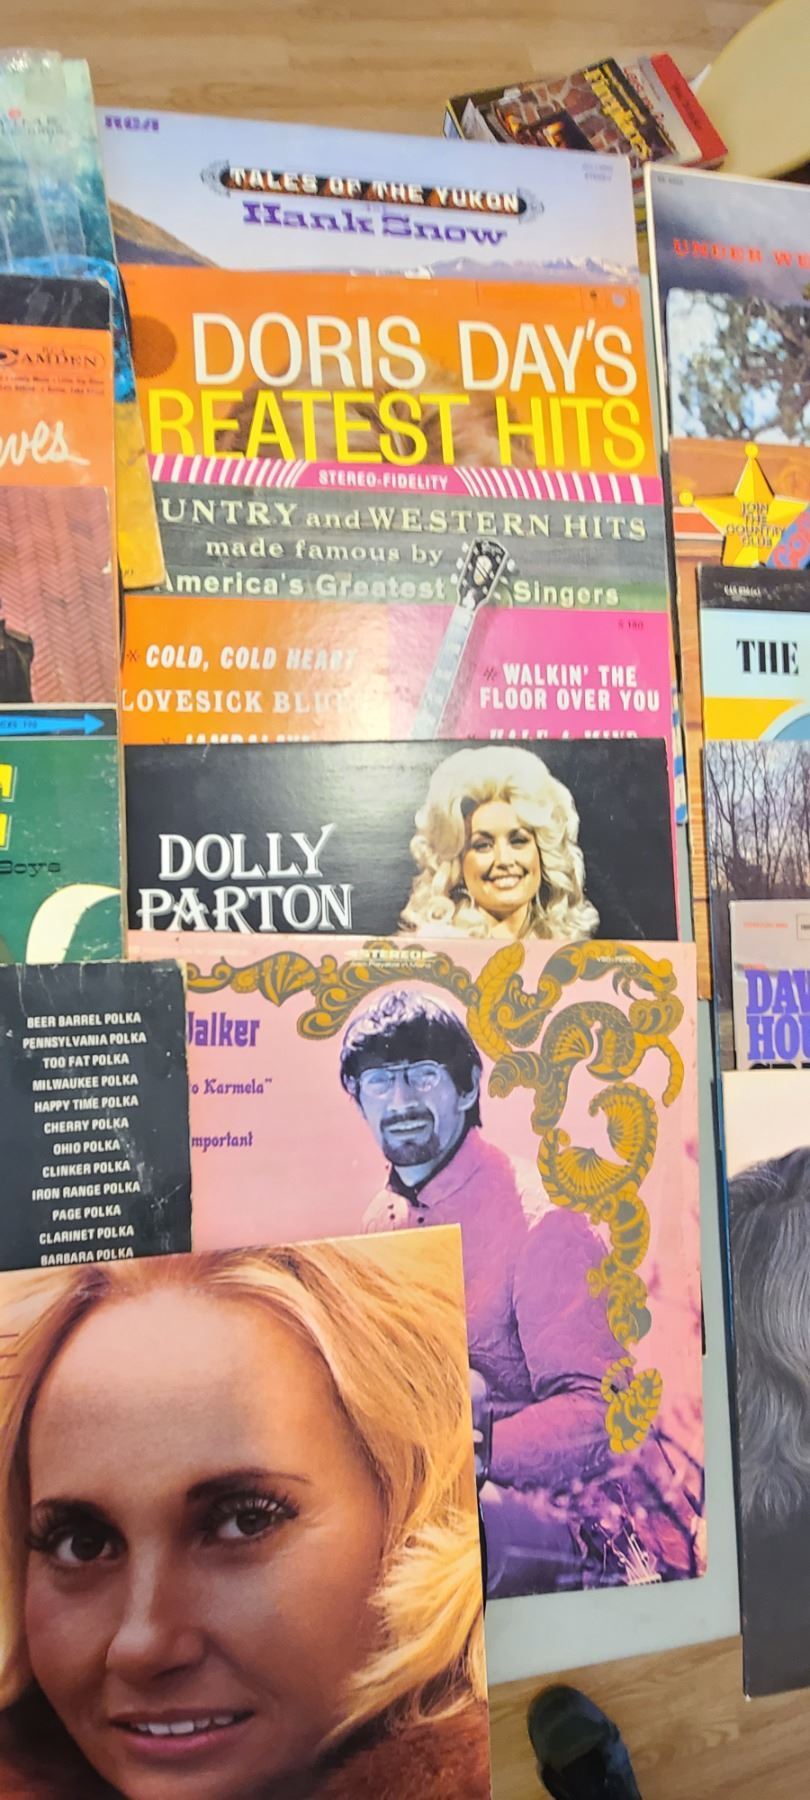 RCA
TALES OF THE YUKON
Hank Snow
DORIS DAY'S
REATEST HITS
STEREO-FIDELITY
UNTRY and WESTERN HITS
made famous by
America's Greatest Singers
S-180
COLD, COLD HEART
LOVESICK BLU
WALKIN' THE
FLOOR OVER YOU
DOLLY
PARTON
STEREO
alker
o Karmela"
mportant
CAMDEN
ves
Boys
BEER BARREL POLKA
PENNSYLVANIA POLKA
TOO FAT POLKA
MILWAUKEE POLKA
HAPPY TIME POLKA
CHERRY POLKA
OHIO POLKA
CLINKER POLKA
IRON RANGE POLKA
PAGE POLKA
CLARINET POLKA
BARBARA POLKA
UNDER WE
JOIN
THE
COUNTRY
CLUB
THE
DAV
HOU